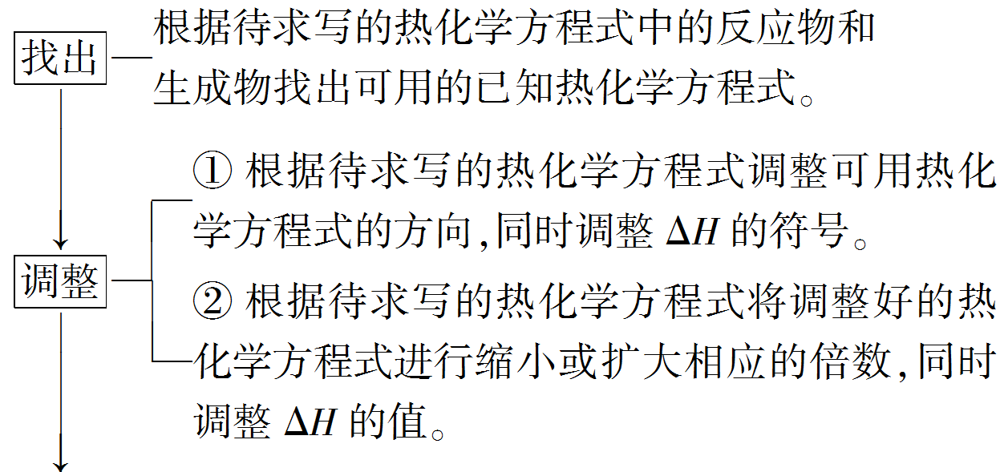 找出
根据待求写的热化学方程式中的反应物和
生成物找出可用的已知热化学方程式。
调整
① 根据待求写的热化学方程式调整可用热化
学方程式的方向,同时调整 ΔH 的符号。
② 根据待求写的热化学方程式将调整好的热
化学方程式进行缩小或扩大相应的倍数,同时
调整 ΔH 的值。